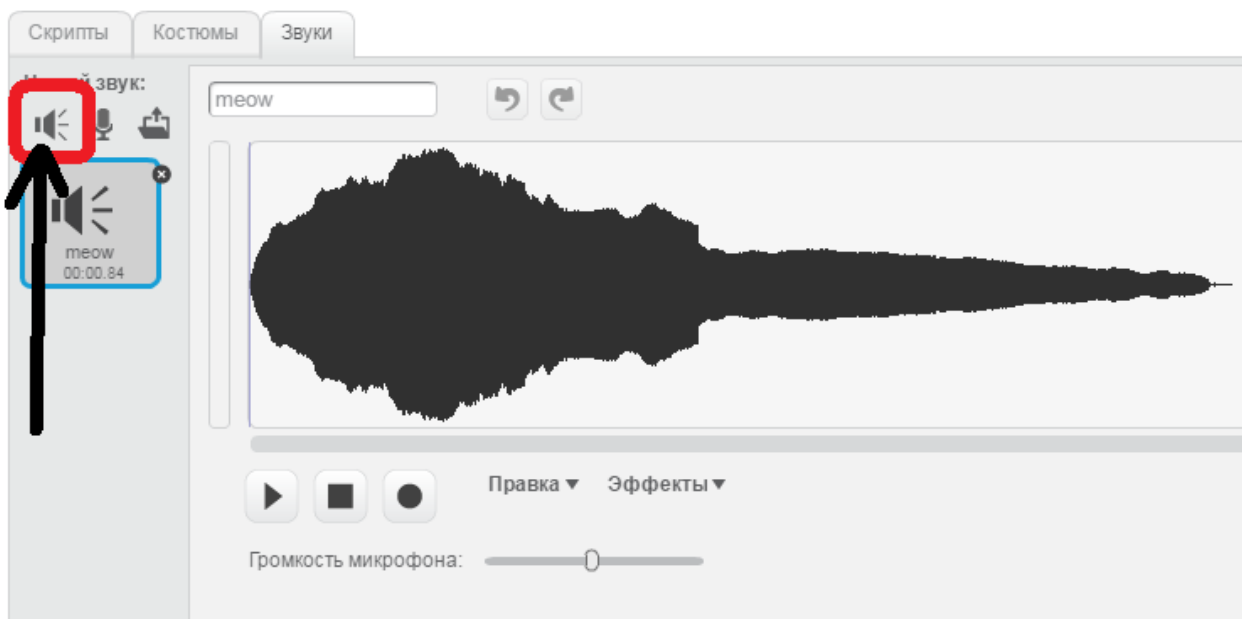 Скрипты Костюмы Звуки
звук:
meow
meow
00:00.84
Правка Эффекты
Громкость микрофона: